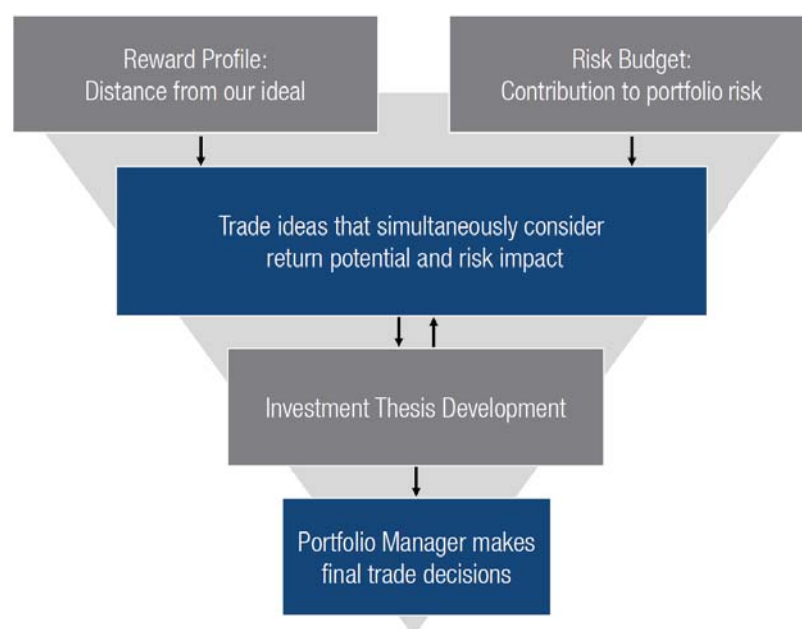 Reward Profile:
Distance from our ideal
Risk Budget:
Contribution to portfolio risk
Trade ideas that simultaneously consider
return potential and risk impact
Investment Thesis Development
Portfolio Manager makes
final trade decisions